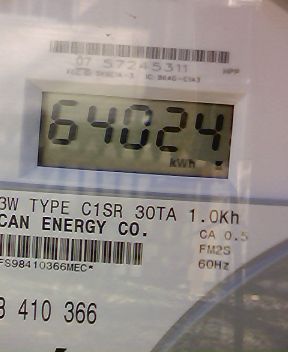 07 57245311
64024
kWh
3W TYPE C1SR 30TA 1.0Kh
CAN ENERGY CO.
CA 0.5
FM2S
60Hz
FS98410366MEC*
8 410 366